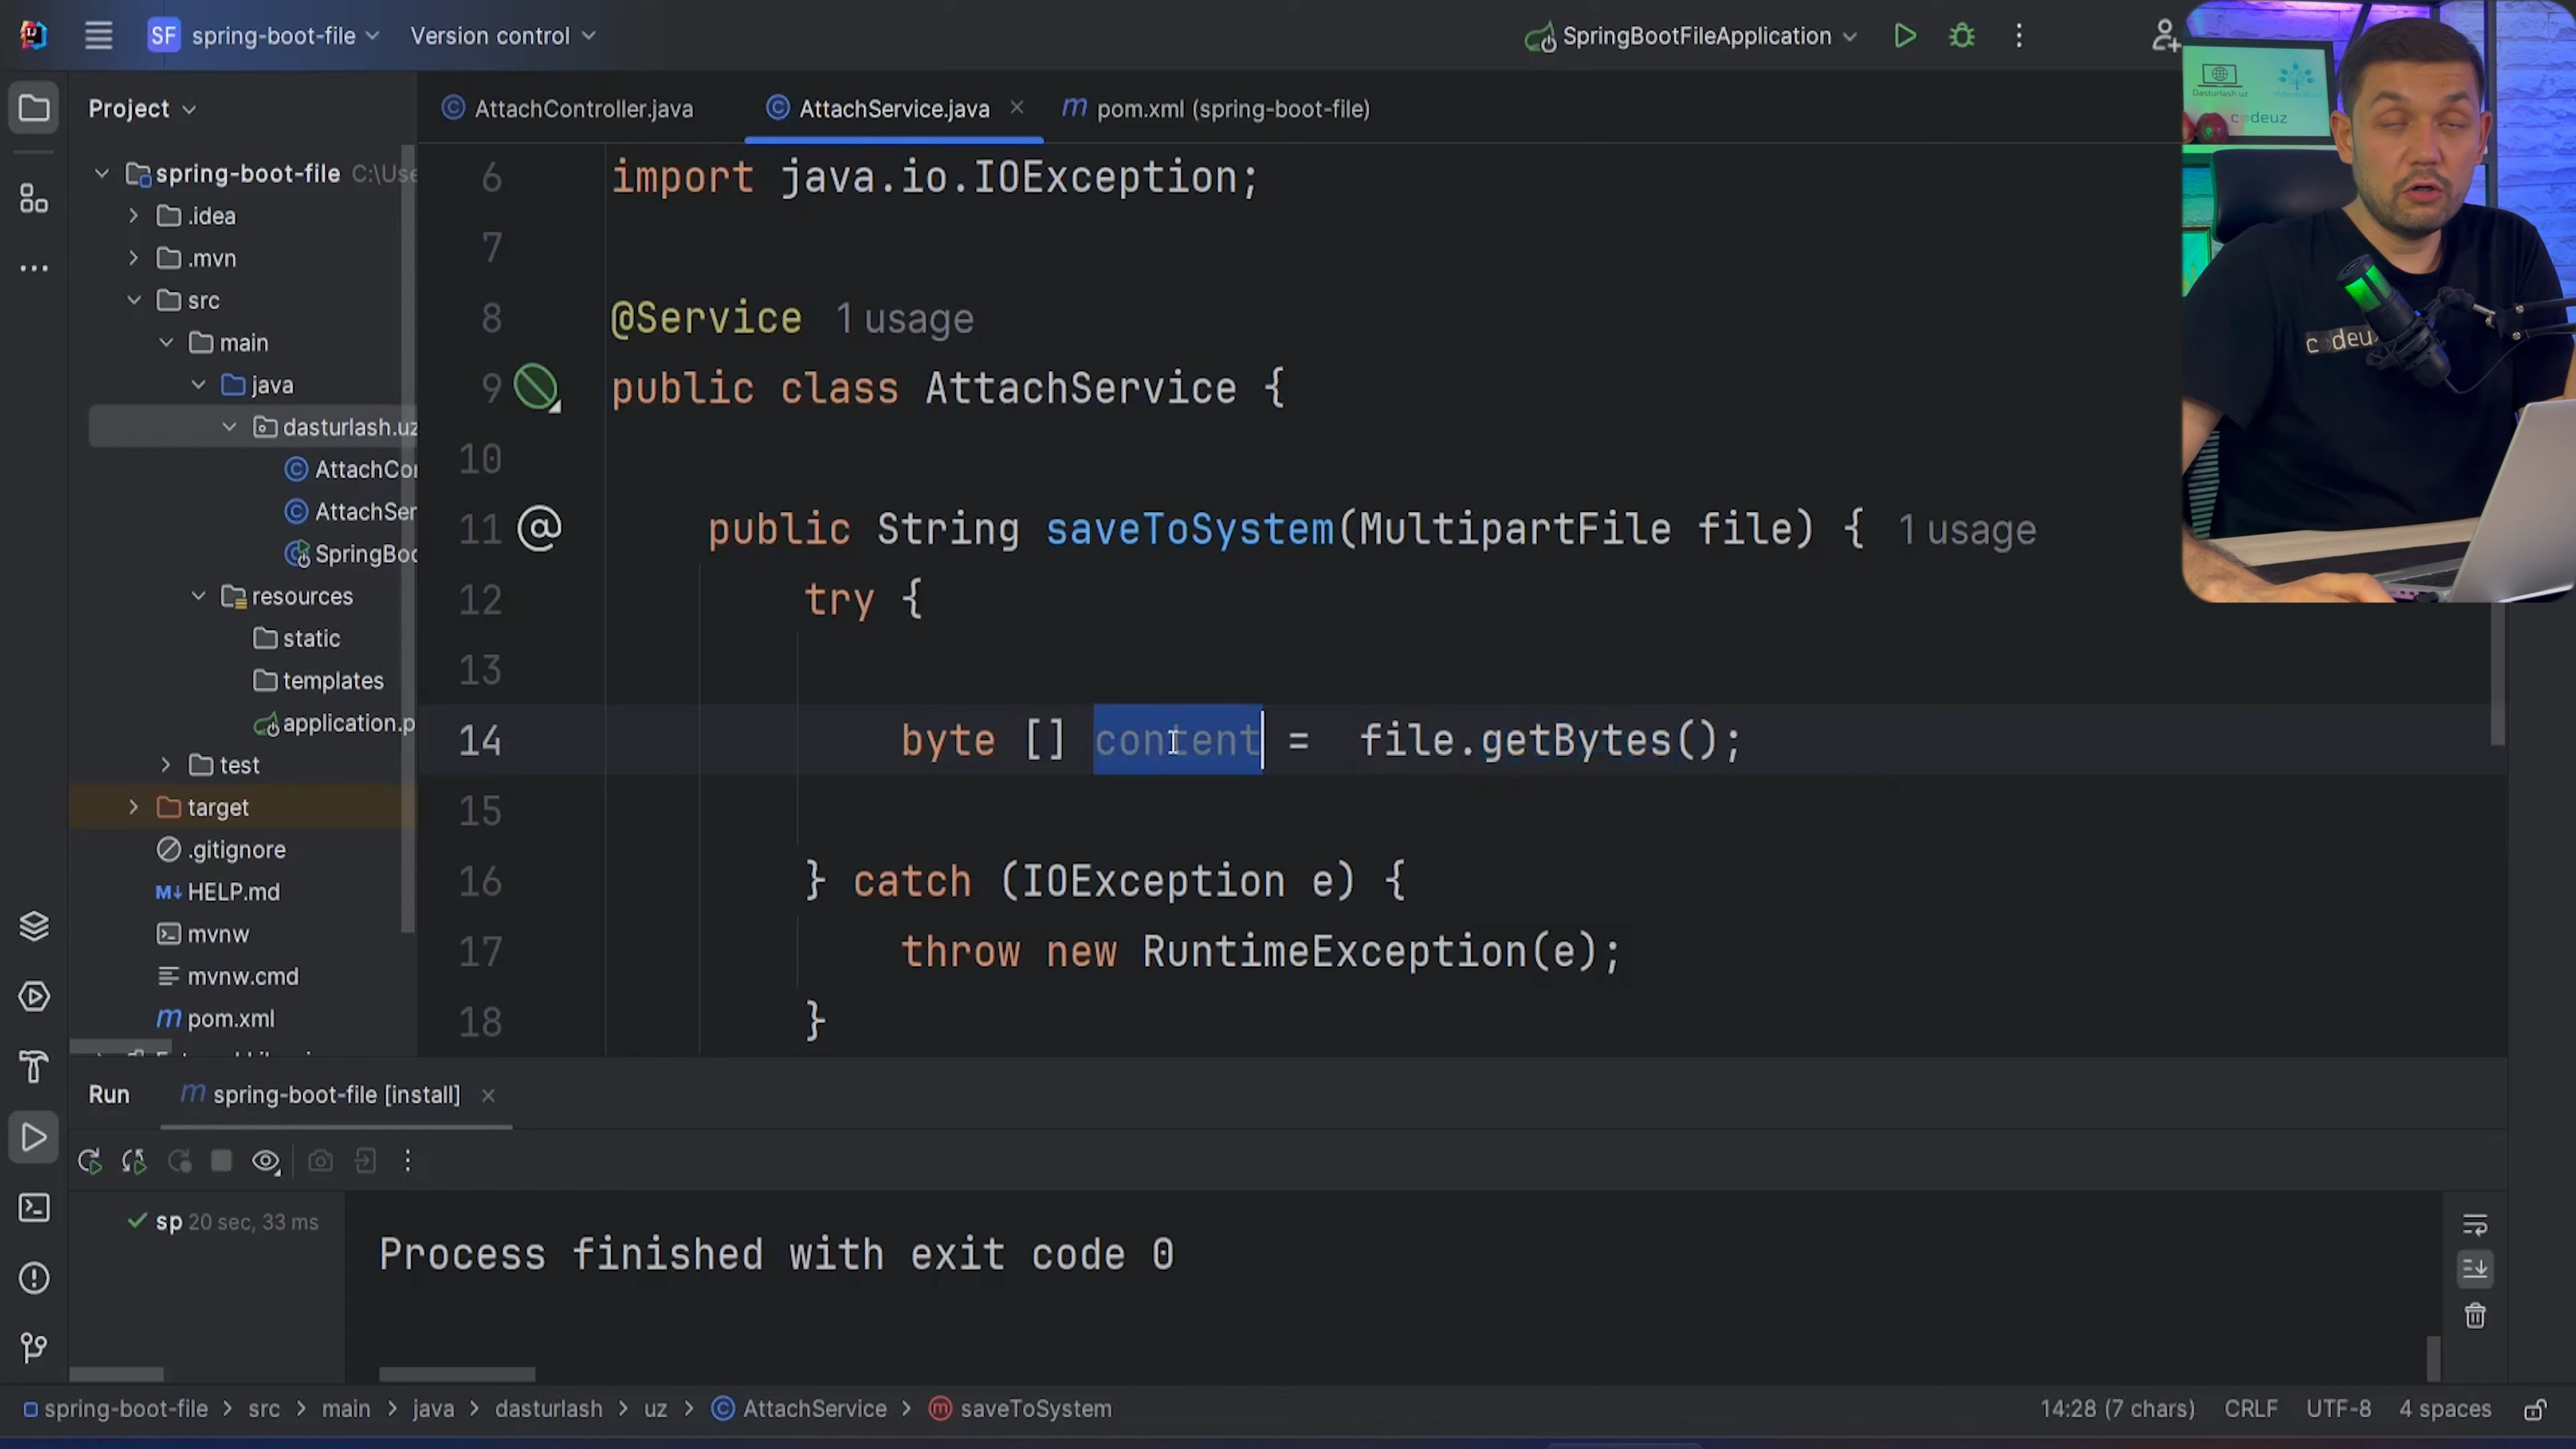 SF spring-boot-file
Version control
SpringBootFileApplication
Project
AttachController.java
AttachService.java
pom.xml (spring-boot-file)
spring-boot-file C:\Use
.idea
.mvn
src
main
java
dasturlash.uz
AttachCo
AttachSer
SpringBoo
resources
static
templates
application.p
test
target
.gitignore
HELP.md
mvnw
mvnw.cmd
pom.xml
6 import java.io.IOException;
7
8 @Service 1 usage
9 public class AttachService {
10
11 public String saveToSystem(MultipartFile file) { 1 usage
12 try {
13
14 byte [] content = file.getBytes();
15
16 } catch (IOException e) {
17 throw new RuntimeException(e);
18 }
Dasturlash.uz
codeuz
codeu
Run
spring-boot-file [install]
sp 20 sec, 33 ms
Process finished with exit code 0
spring-boot-file > src > main > java > dasturlash > uz > AttachService > saveToSystem
14:28 (7 chars) CRLF UTF-8 4 spaces